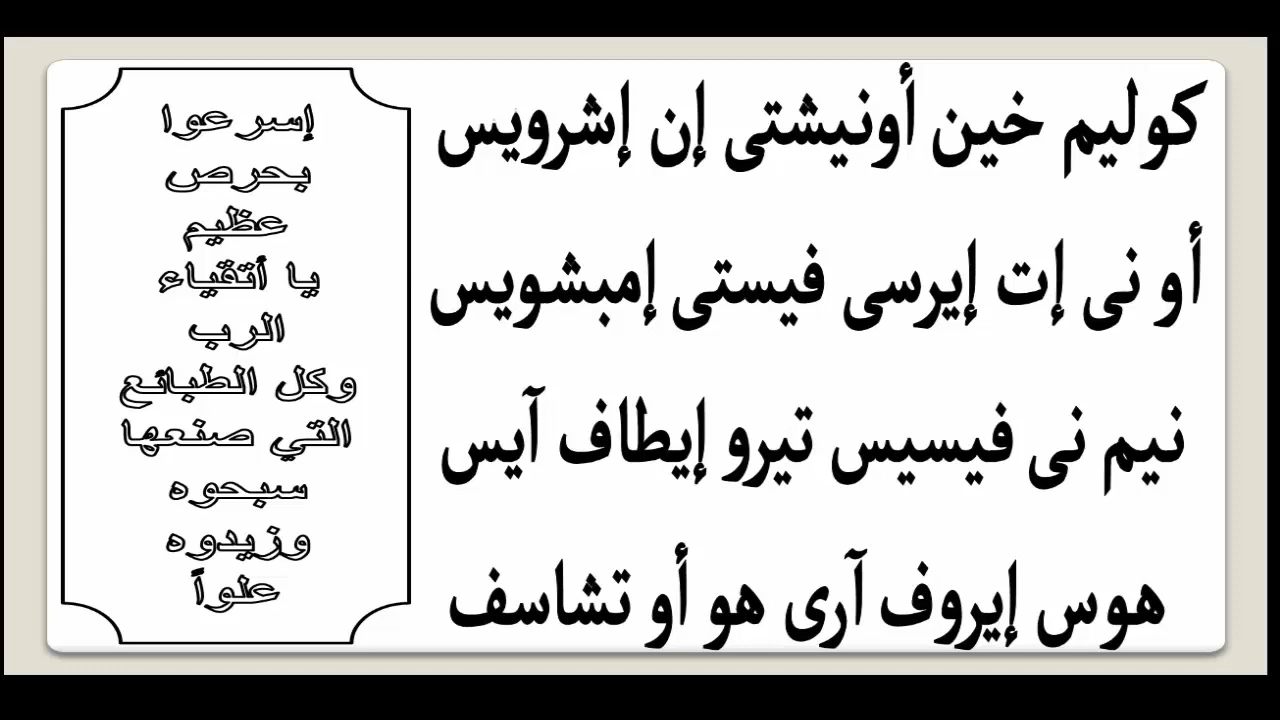 كوليم خين أونيشتى إن إشرويس
أو نى إت إيرسى فيستى إمبشويس
نيم نى فيسيس تيرو إيطاف آيس
هوس إيروف آرى هو أو تشاسف
إسرعوا
بحرص
عظيم
يا أتقياء
الرب
وكل الطبائع
التي صنعها
سبحوه
وزيدوه
علواً